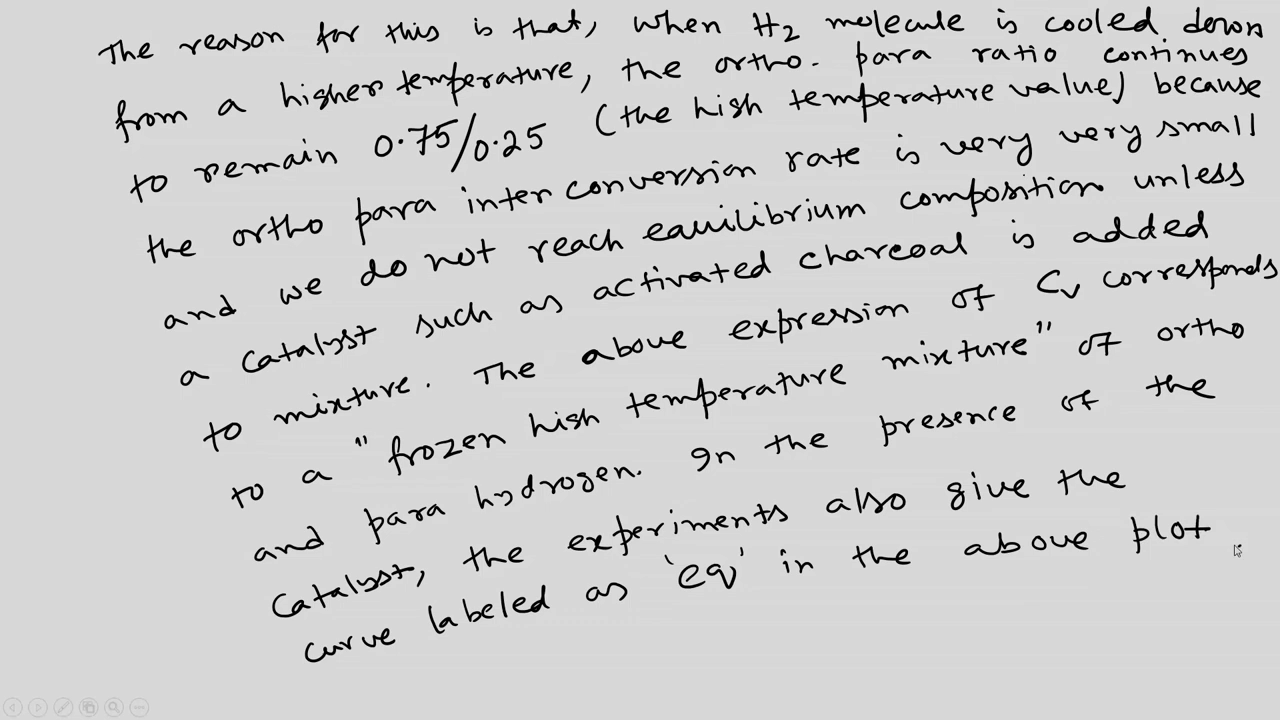 The reason for this is that, when H₂ molecule is cooled down
from a higher temperature, the ortho. para ratio continues
to remain 0.75/0.25 (the high temperature value) because
the ortho para inter conversion rate is very very small
and we do not reach equilibrium composition unless
a catalyst such as activated charcoal is added
to mixture. The above expression of Cv corresponds
to a "frozen high temperature mixture" of ortho
and para hydrogen. In the presence of the
catalyst, the experiments also give the
curve labeled as 'eq' in the above plot